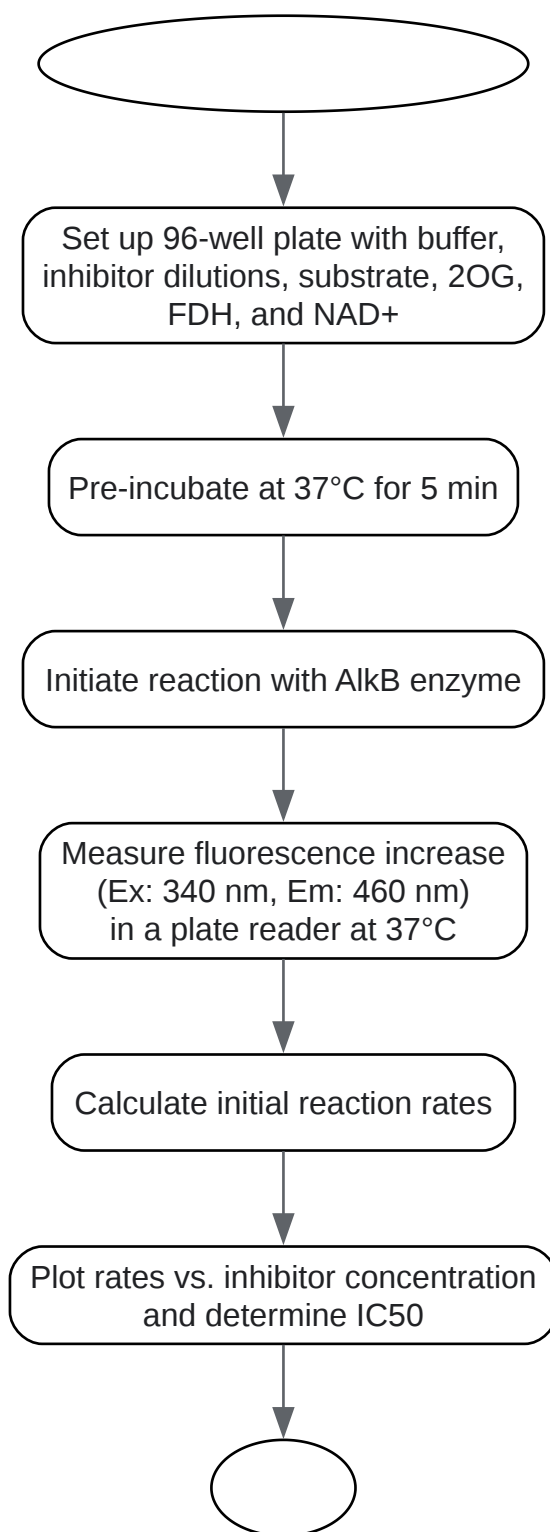 Set up 96-well plate with buffer,
inhibitor dilutions, substrate, 2OG,
FDH, and NAD+
Pre-incubate at 37°C for 5 min
Initiate reaction with AlkB enzyme
Measure fluorescence increase
(Ex: 340 nm, Em: 460 nm)
in a plate reader at 37°C
Calculate initial reaction rates
Plot rates vs. inhibitor concentration
and determine IC50